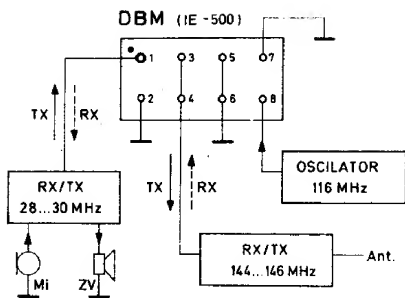 DBM (IE-500)
1 3 5 7
2 4 6 8
TX RX
TX RX
OSCILATOR
116 MHz
RX/TX
28...30 MHz
RX/TX
144...146 MHz
Ant.
Mi ZV